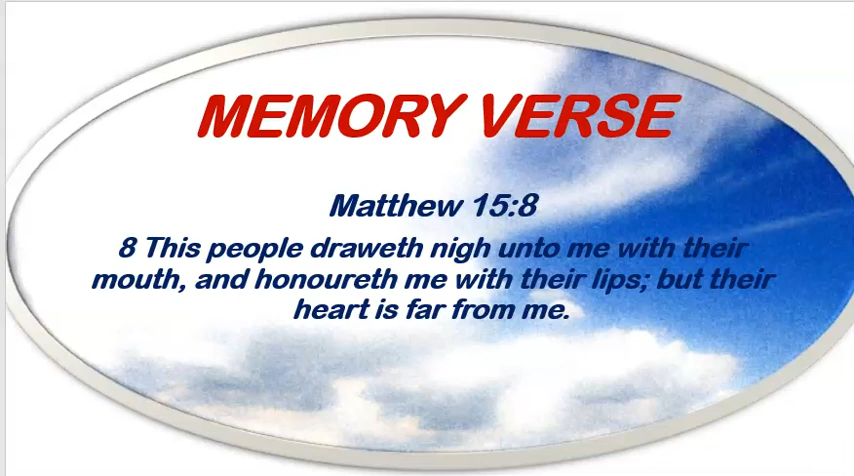 MEMORY VERSE
Matthew 15:8
8 This people draweth nigh unto me with their
mouth, and honoureth me with their lips; but their
heart is far from me.